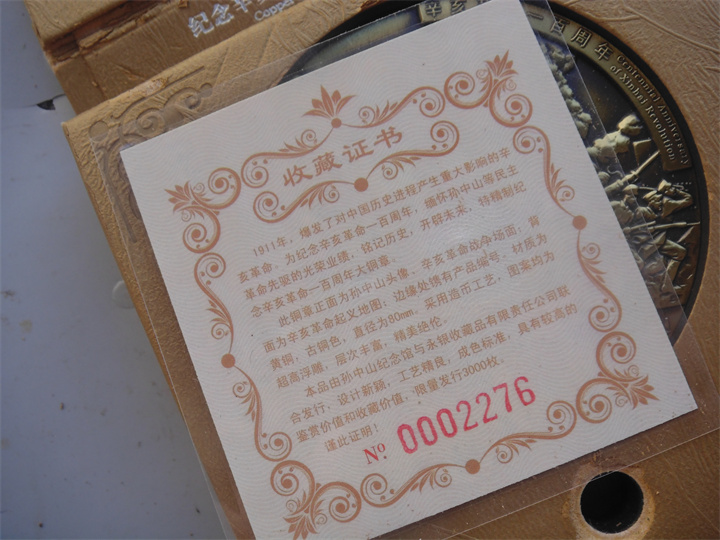 纪念辛
Coppe
辛亥
一百周年
Centennial Anniversary
of Xinhai Revolution
收藏证书
1911年，爆发了对中国历史进程产生重大影响的辛
亥革命，为纪念辛亥革命一百周年，缅怀孙中山等民主
革命先驱的光荣业绩，铭记历史，开辟未来，特精制纪
念辛亥革命一百周年大铜章。
此铜章正面为孙中山头像、辛亥革命战争场面；背
面为辛亥革命起义地图；边缘处镌有产品编号，材质为
黄铜，古铜色，直径为80mm。采用造币工艺，图案均为
超高浮雕，层次丰富，精美绝伦。
本品由孙中山纪念馆与永银收藏品有限责任公司联
合发行，设计新颖，工艺精良，成色标准，具有较高的
鉴赏价值和收藏价值，限量发行3000枚。
谨此证明！
№ 0002276